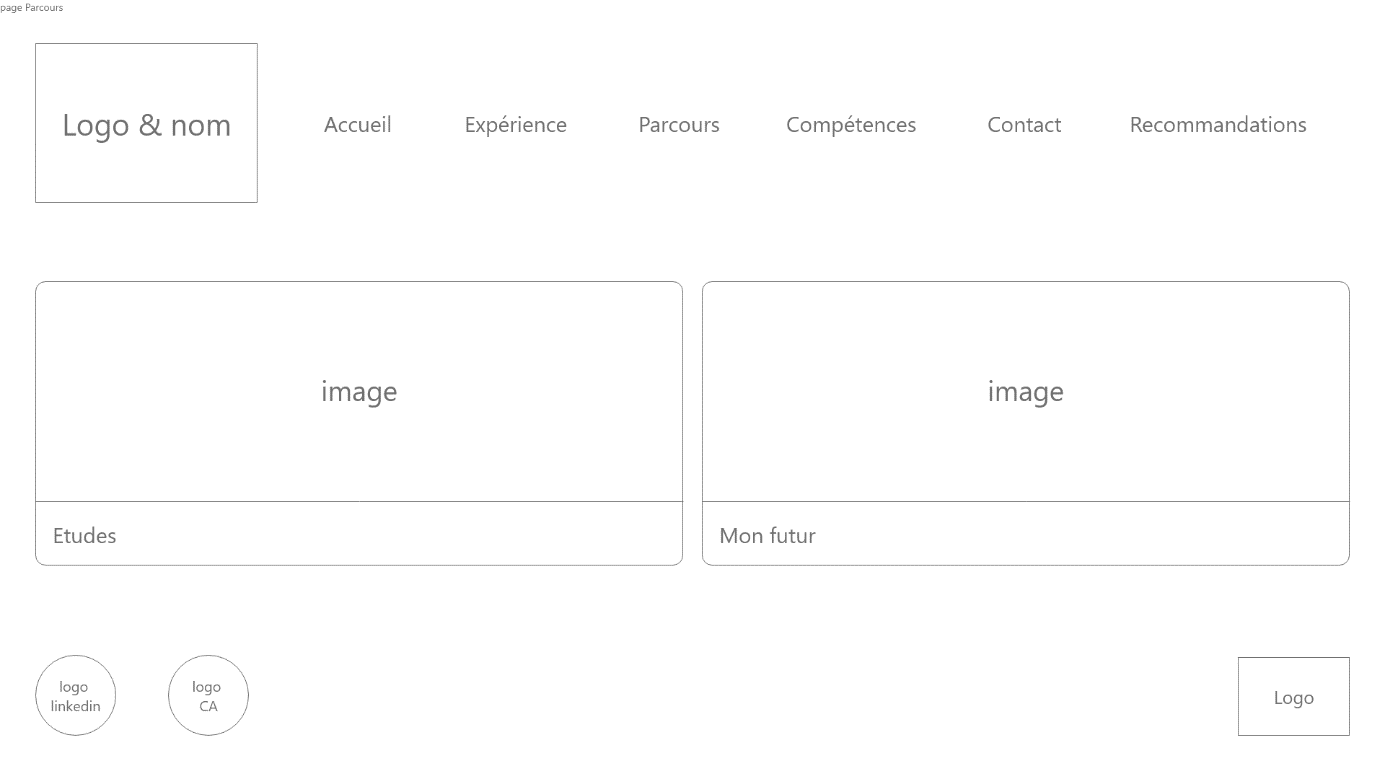 page Parcours
Logo & nom
Accueil
Expérience
Parcours
Compétences
Contact
Recommandations
image
image
Etudes
Mon futur
logo
linkedin
logo
CA
Logo